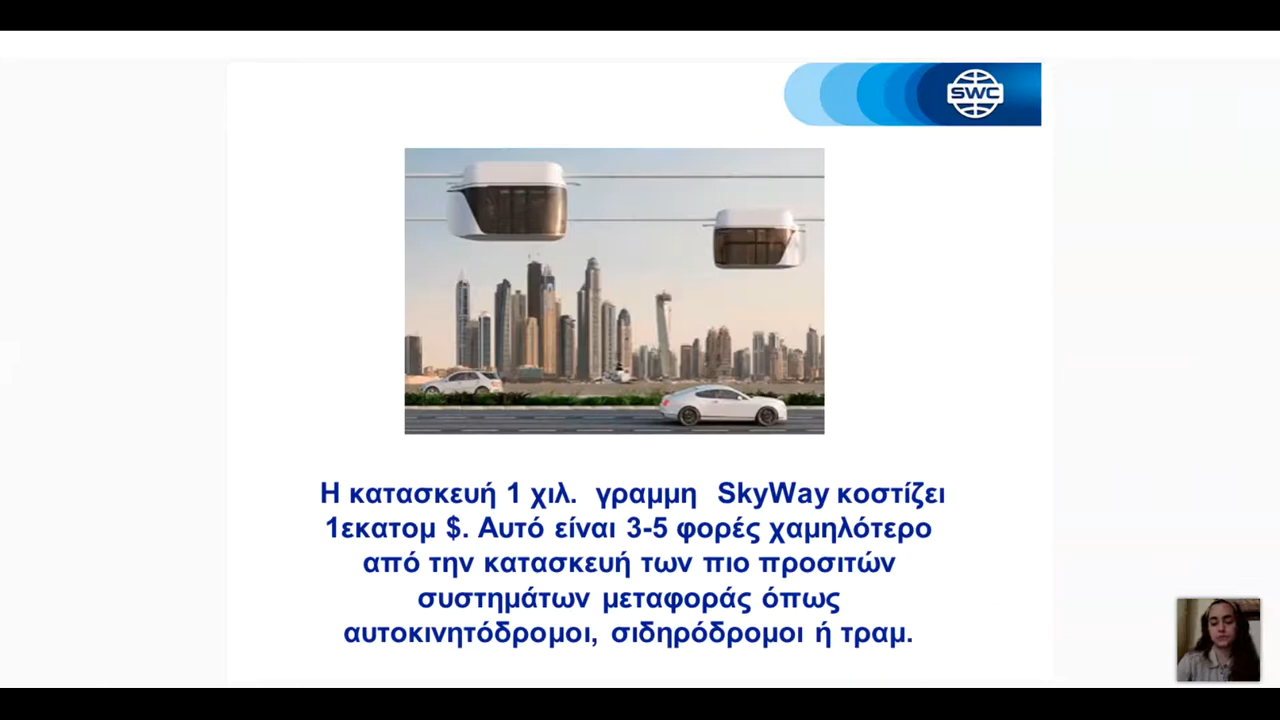 SWC
Η κατασκευή 1 χιλ. γραμμη SkyWay κοστίζει
1εκατομ $. Αυτό είναι 3-5 φορές χαμηλότερο
από την κατασκευή των πιο προσιτών
συστημάτων μεταφοράς όπως
αυτοκινητόδρομοι, σιδηρόδρομοι ή τραμ.